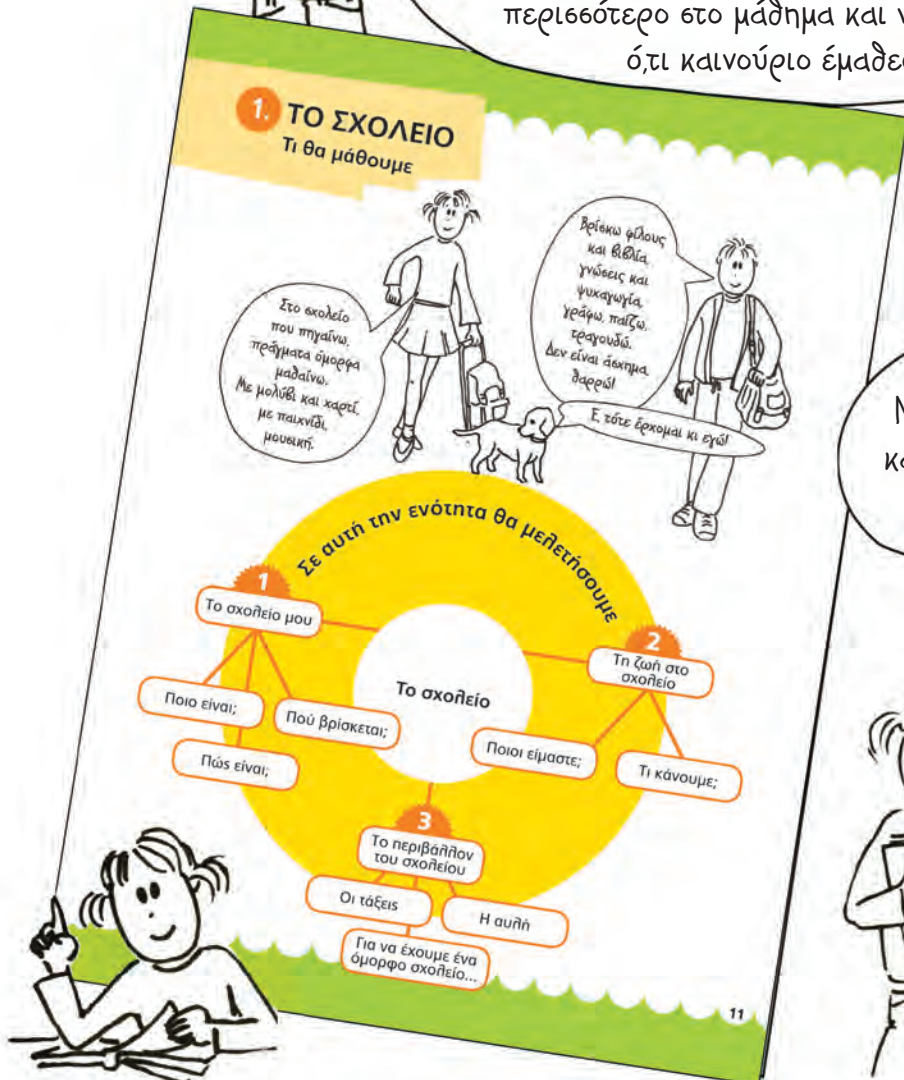 περισσότερο στο μάθημα και
ό,τι καινούριο έμαθες
1. ΤΟ ΣΧΟΛΕΙΟ
Τι θα μάθουμε
Στο σχολείο
που πηγαίνω,
πράγματα όμορφα
μαθαίνω.
Με μολύβι και χαρτί,
με παιχνίδι,
μουσική.
Βρίσκω φίλους
και βιβλία,
γνώσεις και
ψυχαγωγία,
γράφω, παίζω,
τραγουδώ.
Δεν είναι άσχημα
θαρρώ!
Ε, τότε έρχομαι κι εγώ!
Σε αυτή την ενότητα θα μελετήσουμε
1
Το σχολείο μου
Ποιο είναι;
Πού βρίσκεται;
Πώς είναι;
Το σχολείο
2
Τη ζωή στο
σχολείο
Ποιοι είμαστε;
Τι κάνουμε;
3
Το περιβάλλον
του σχολείου
Οι τάξεις
Η αυλή
Για να έχουμε ένα
όμορφο σχολείο...
11